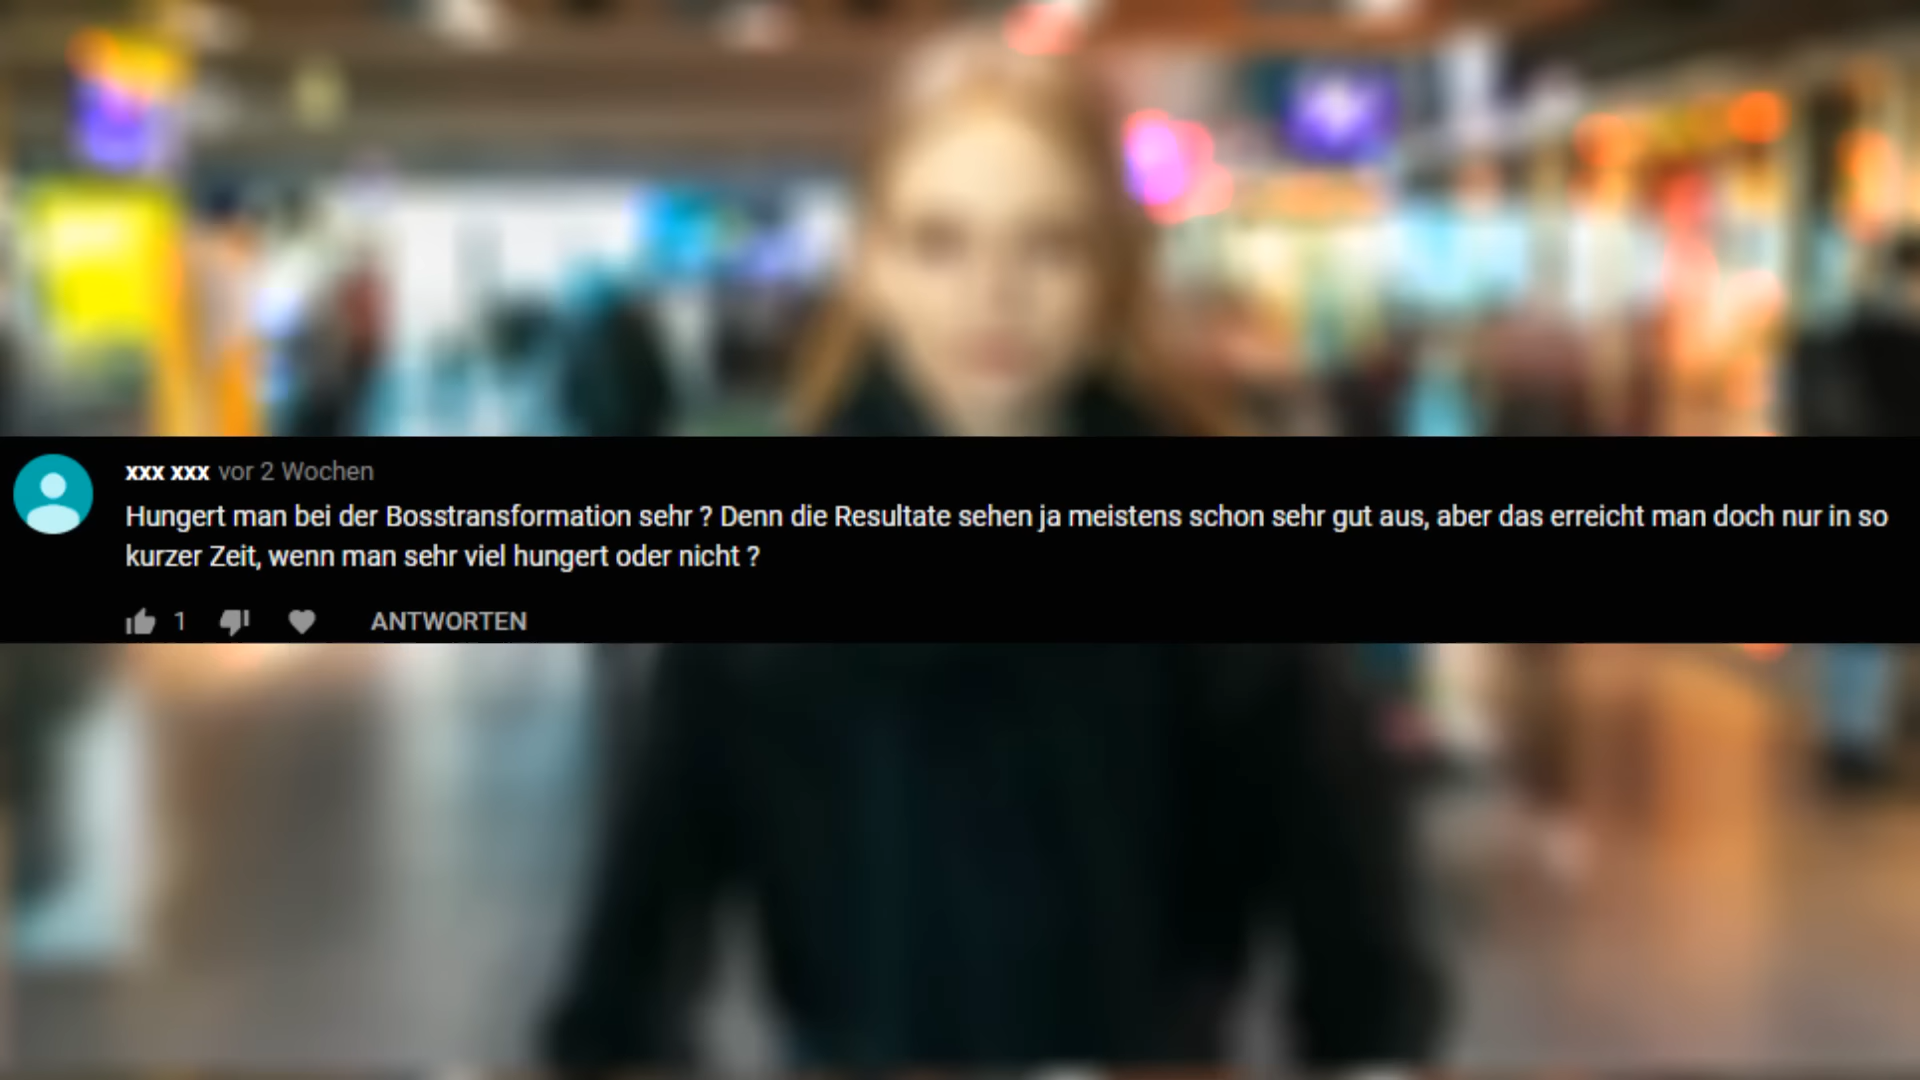 xxx xxx vor 2 Wochen
Hungert man bei der Bosstransformation sehr ? Denn die Resultate sehen ja meistens schon sehr gut aus, aber das erreicht man doch nur in so
kurzer Zeit, wenn man sehr viel hungert oder nicht ?
1 ANTWORTEN